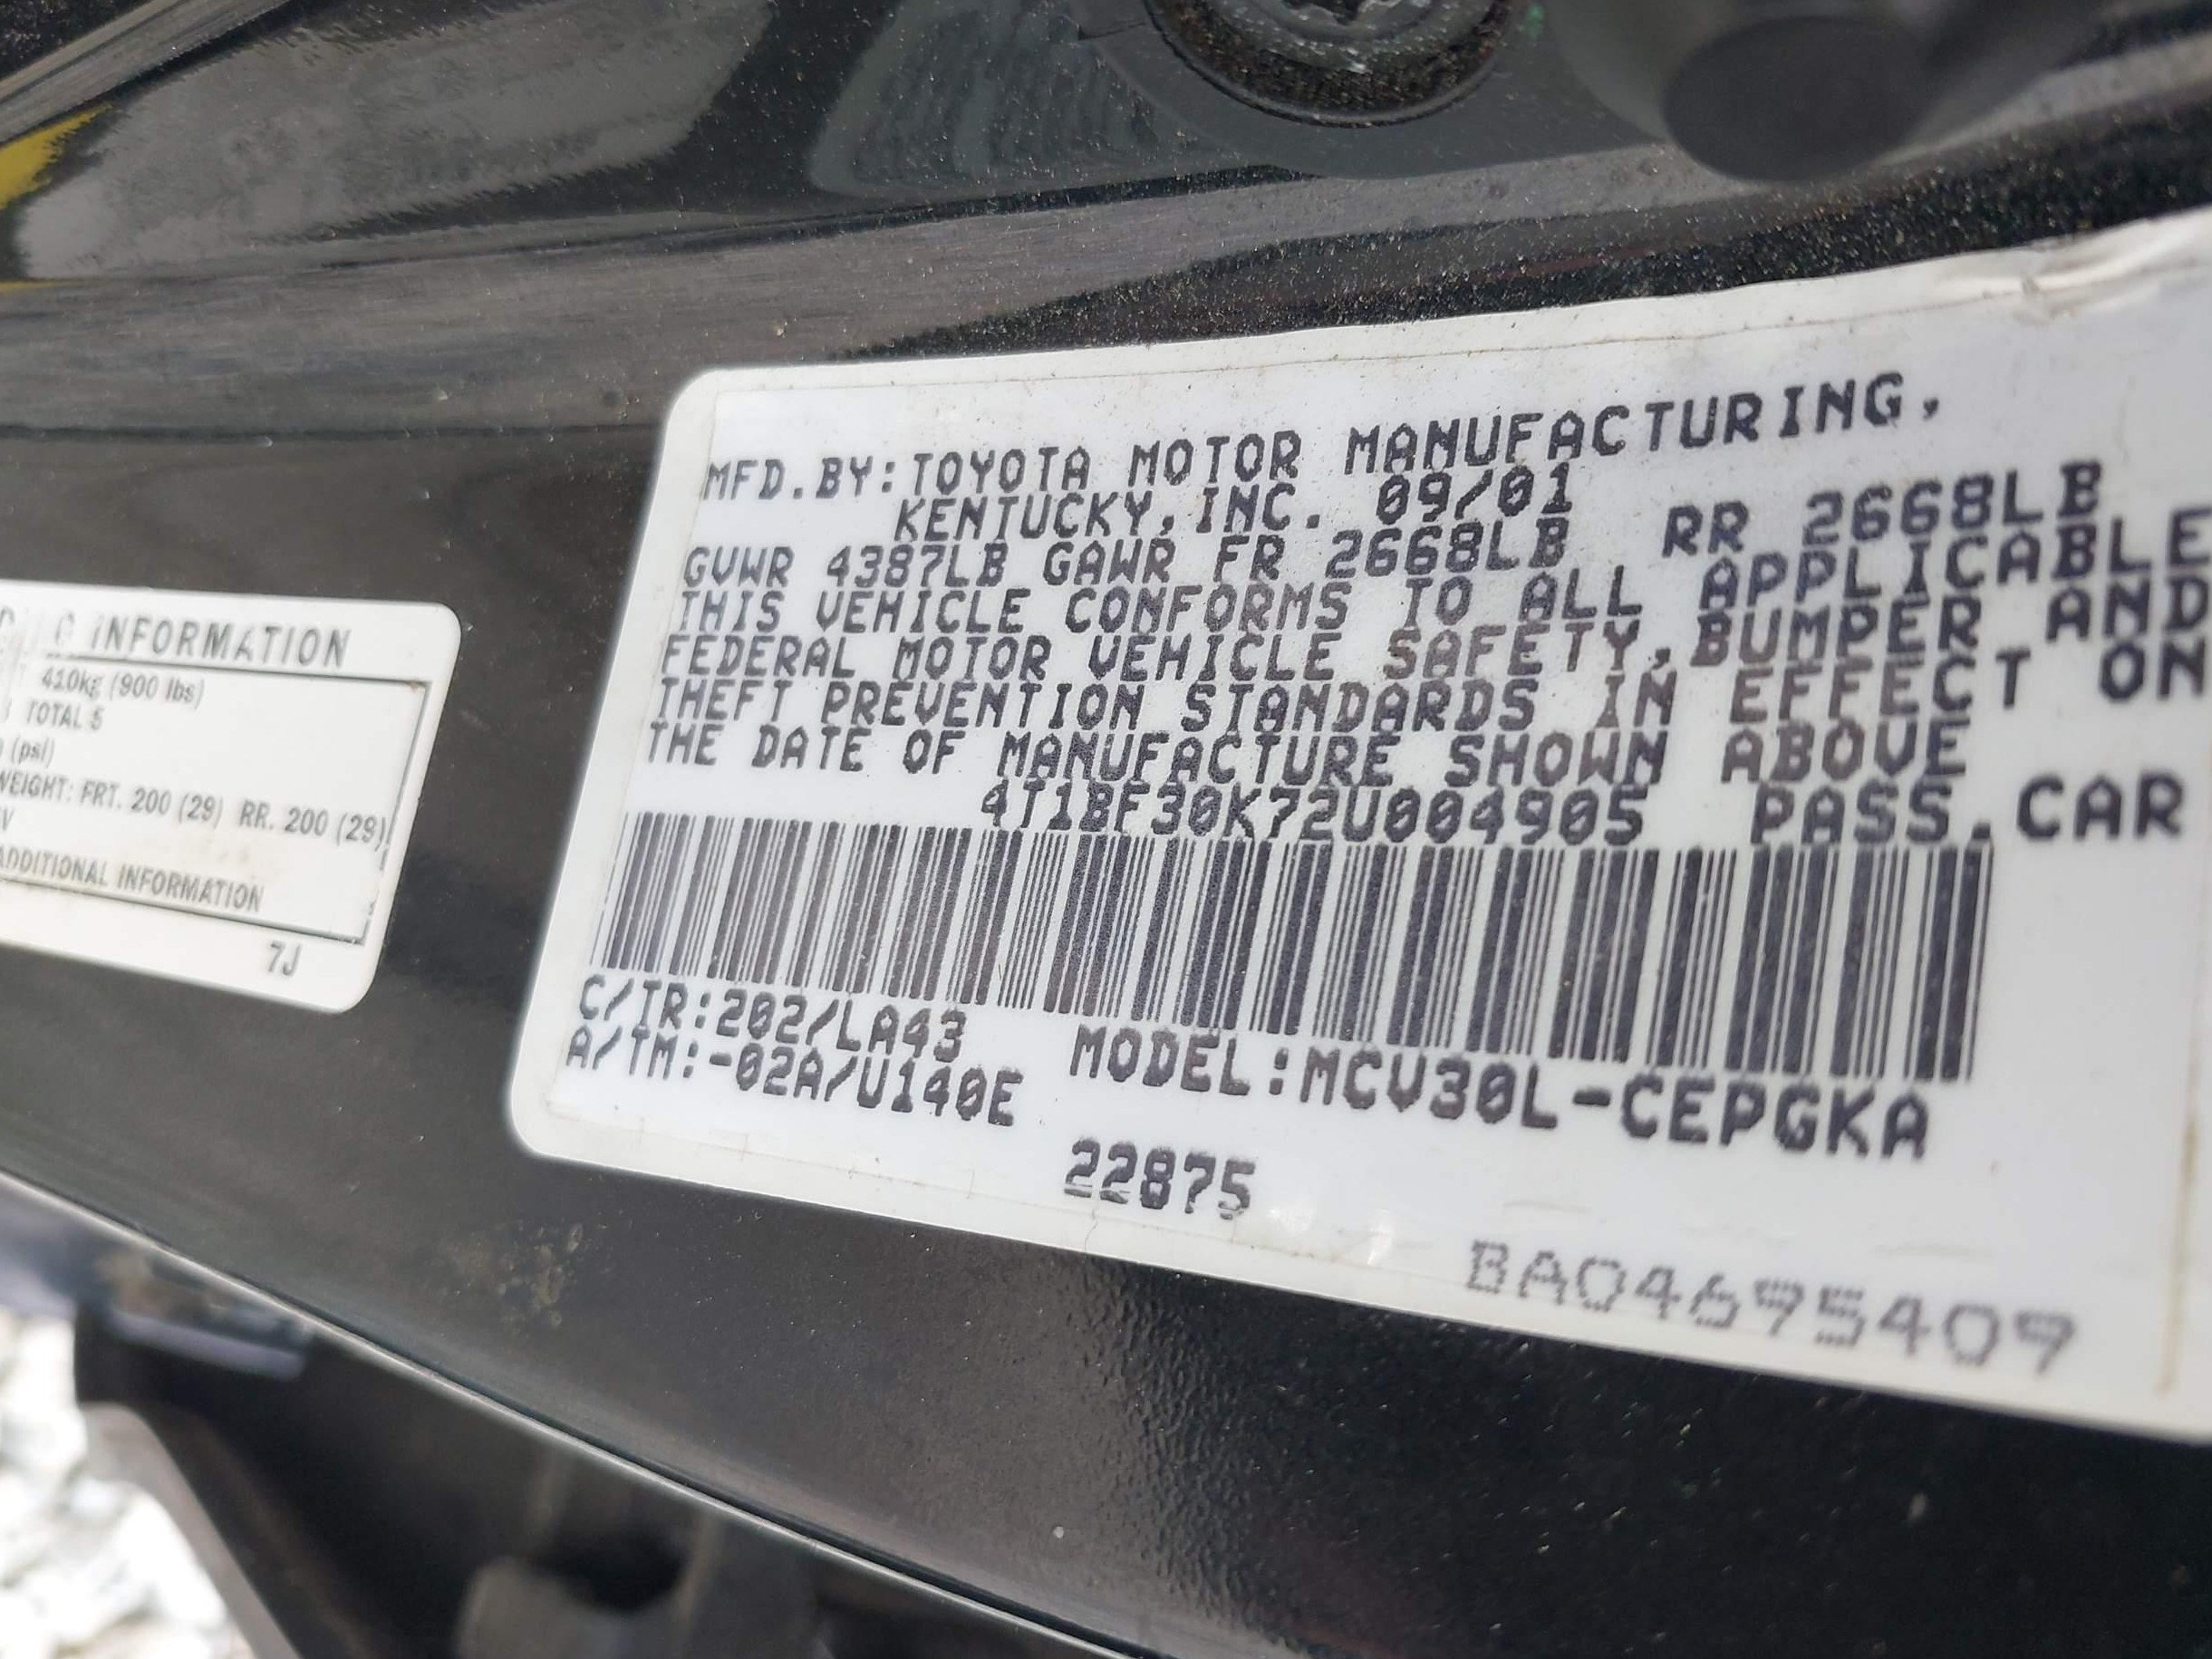 INFORMATION
410kg (900 lbs)
TOTAL 5
(psi)
WEIGHT: FRT. 200 (29) RR. 200 (29)
ADDITIONAL INFORMATION
7J
MFD.BY:TOYOTA MOTOR MANUFACTURING,
KENTUCKY,INC. 09/01
GVWR 4387LB GAWR FR 2668LB RR 2668LB
THIS VEHICLE CONFORMS TO ALL APPLICABLE
FEDERAL MOTOR VEHICLE SAFETY,BUMPER AND
THEFT PREVENTION STANDARDS IN EFFECT ON
THE DATE OF MANUFACTURE SHOWN ABOVE
4T1BF30K72U004905 PASS.CAR
C/TR:202/LA43
A/TM:-02A/U140E MODEL:MCV30L-CEPGKA
22875
BA04695409